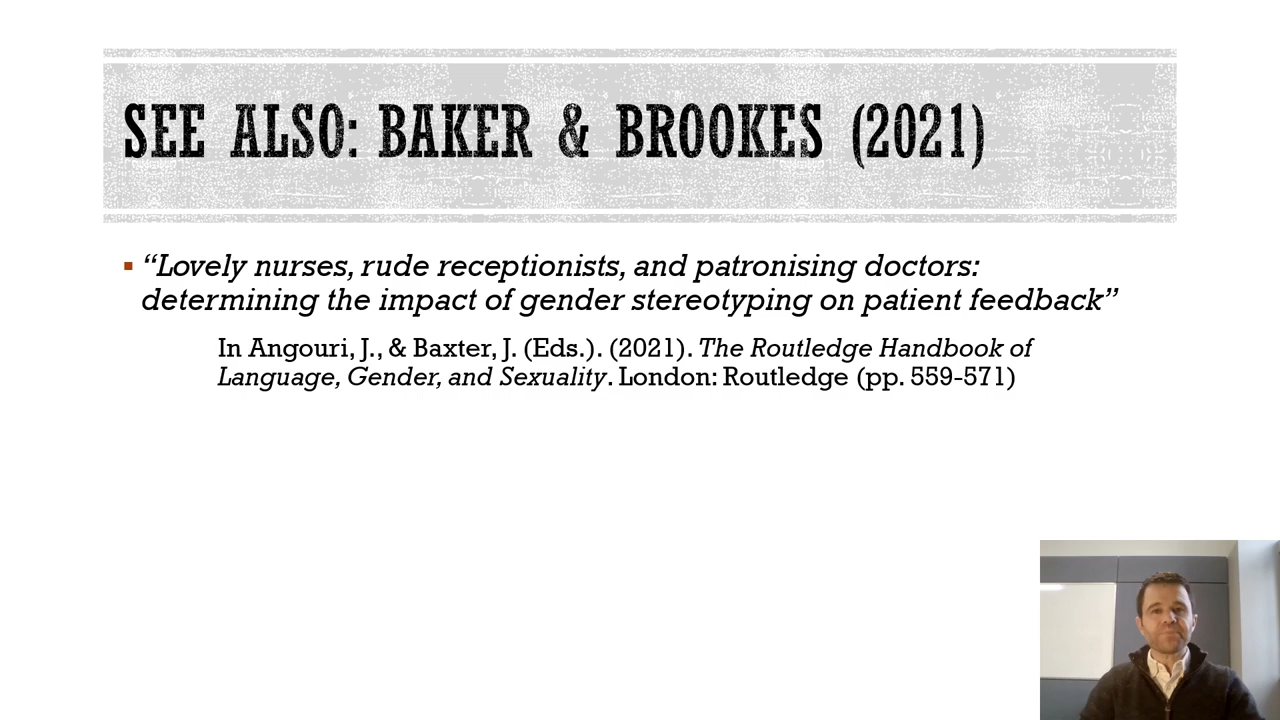 SEE ALSO: BAKER & BROOKES (2021)
“Lovely nurses, rude receptionists, and patronising doctors:
determining the impact of gender stereotyping on patient feedback”
In Angouri, J., & Baxter, J. (Eds.). (2021). The Routledge Handbook of
Language, Gender, and Sexuality. London: Routledge (pp. 559-571)